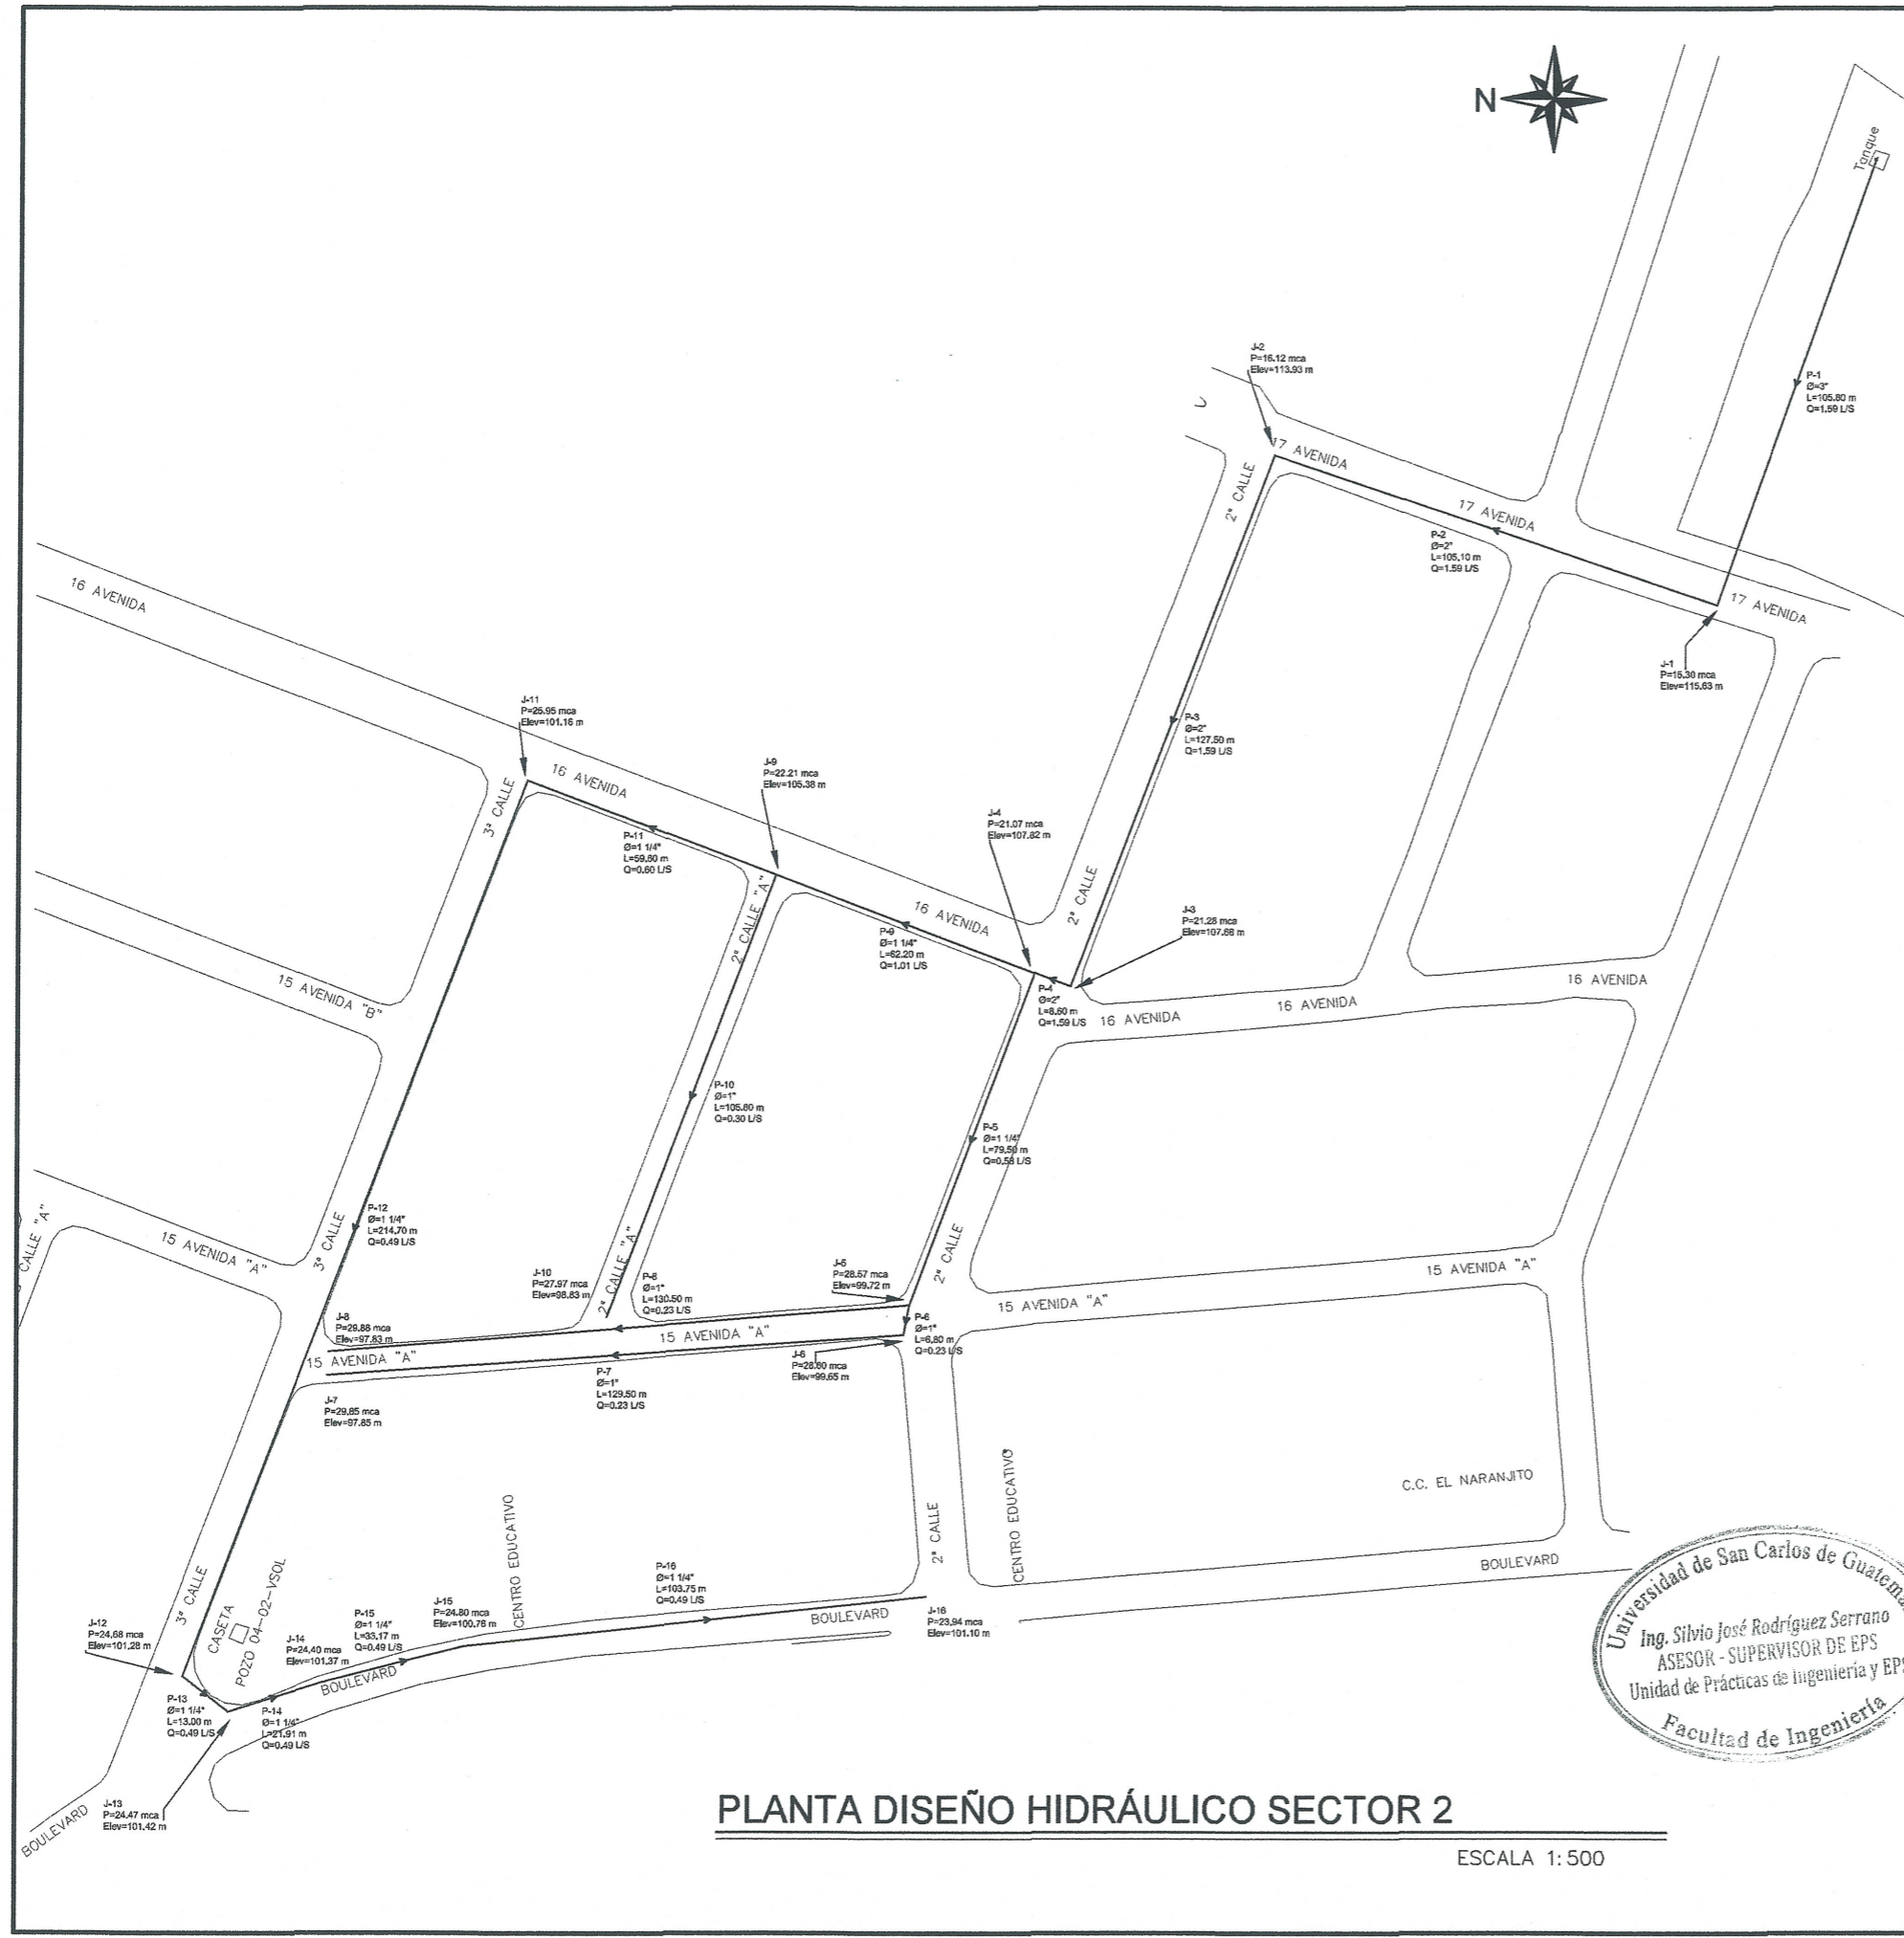 N
Tanque
P-1
Ø=3"
L=105.80 m
Q=1.59 L/S
J-2
P=16.12 mca
Elev=113.93 m
17 AVENIDA
2ª CALLE
17 AVENIDA
P-2
Ø=2"
L=105.10 m
Q=1.59 L/S
17 AVENIDA
J-1
P=15.30 mca
Elev=115.63 m
16 AVENIDA
J-11
P=25.95 mca
Elev=101.16 m
P-3
Ø=2"
L=127.50 m
Q=1.59 L/S
16 AVENIDA
J-9
P=22.21 mca
Elev=105.38 m
3ª CALLE
P-11
Ø=1 1/4"
L=59.60 m
Q=0.60 L/S
J-4
P=21.07 mca
Elev=107.82 m
2ª CALLE
2ª CALLE "A"
16 AVENIDA
P-9
Ø=1 1/4"
L=62.20 m
Q=1.01 L/S
J-3
P=21.28 mca
Elev=107.68 m
15 AVENIDA "B"
P-4
Ø=2"
L=8.60 m
Q=1.59 L/S
16 AVENIDA
16 AVENIDA
16 AVENIDA
P-10
Ø=1"
L=105.80 m
Q=0.30 L/S
P-5
Ø=1 1/4"
L=79.50 m
Q=0.58 L/S
P-12
Ø=1 1/4"
L=214.70 m
Q=0.49 L/S
CALLE "A"
15 AVENIDA "A"
3ª CALLE
J-10
P=27.97 mca
Elev=98.83 m
2ª CALLE "A"
P-8
Ø=1"
L=130.50 m
Q=0.23 L/S
J-5
P=28.57 mca
Elev=99.72 m
2ª CALLE
15 AVENIDA "A"
15 AVENIDA "A"
J-8
P=29.88 mca
Elev=97.83 m
15 AVENIDA "A"
15 AVENIDA "A"
P-6
Ø=1"
L=6.80 m
Q=0.23 L/S
J-6
P=28.60 mca
Elev=99.65 m
P-7
Ø=1"
L=129.50 m
Q=0.23 L/S
J-7
P=29.85 mca
Elev=97.85 m
CENTRO EDUCATIVO
2ª CALLE
CENTRO EDUCATIVO
C.C. EL NARANJITO
BOULEVARD
3ª CALLE
CASETA
POZO 04-02-VSOL
J-12
P=24.68 mca
Elev=101.28 m
J-14
P=24.40 mca
Elev=101.37 m
P-15
Ø=1 1/4"
L=33.17 m
Q=0.49 L/S
J-15
P=24.80 mca
Elev=100.78 m
P-16
Ø=1 1/4"
L=103.75 m
Q=0.49 L/S
BOULEVARD
J-16
P=23.94 mca
Elev=101.10 m
BOULEVARD
P-13
Ø=1 1/4"
L=13.00 m
Q=0.49 L/S
P-14
Ø=1 1/4"
L=21.91 m
Q=0.49 L/S
J-13
P=24.47 mca
Elev=101.42 m
BOULEVARD
Universidad de San Carlos de Guatema
Ing. Silvio José Rodríguez Serrano
ASESOR - SUPERVISOR DE EPS
Unidad de Prácticas de Ingeniería y EPS
Facultad de Ingeniería
PLANTA DISEÑO HIDRÁULICO SECTOR 2
ESCALA 1:500